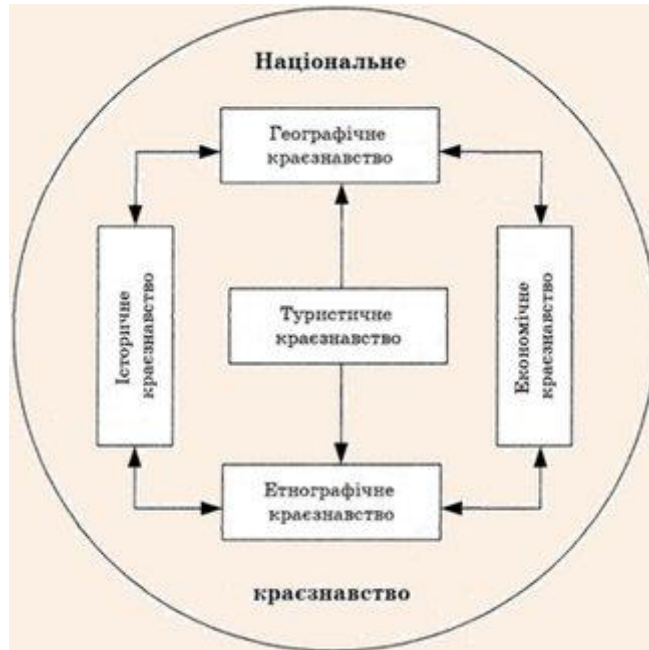 Національне
Географічне
краєзнавство
Історичне
краєзнавство
Туристичне
краєзнавство
Економічне
краєзнавство
Етнографічне
краєзнавство
краєзнавство